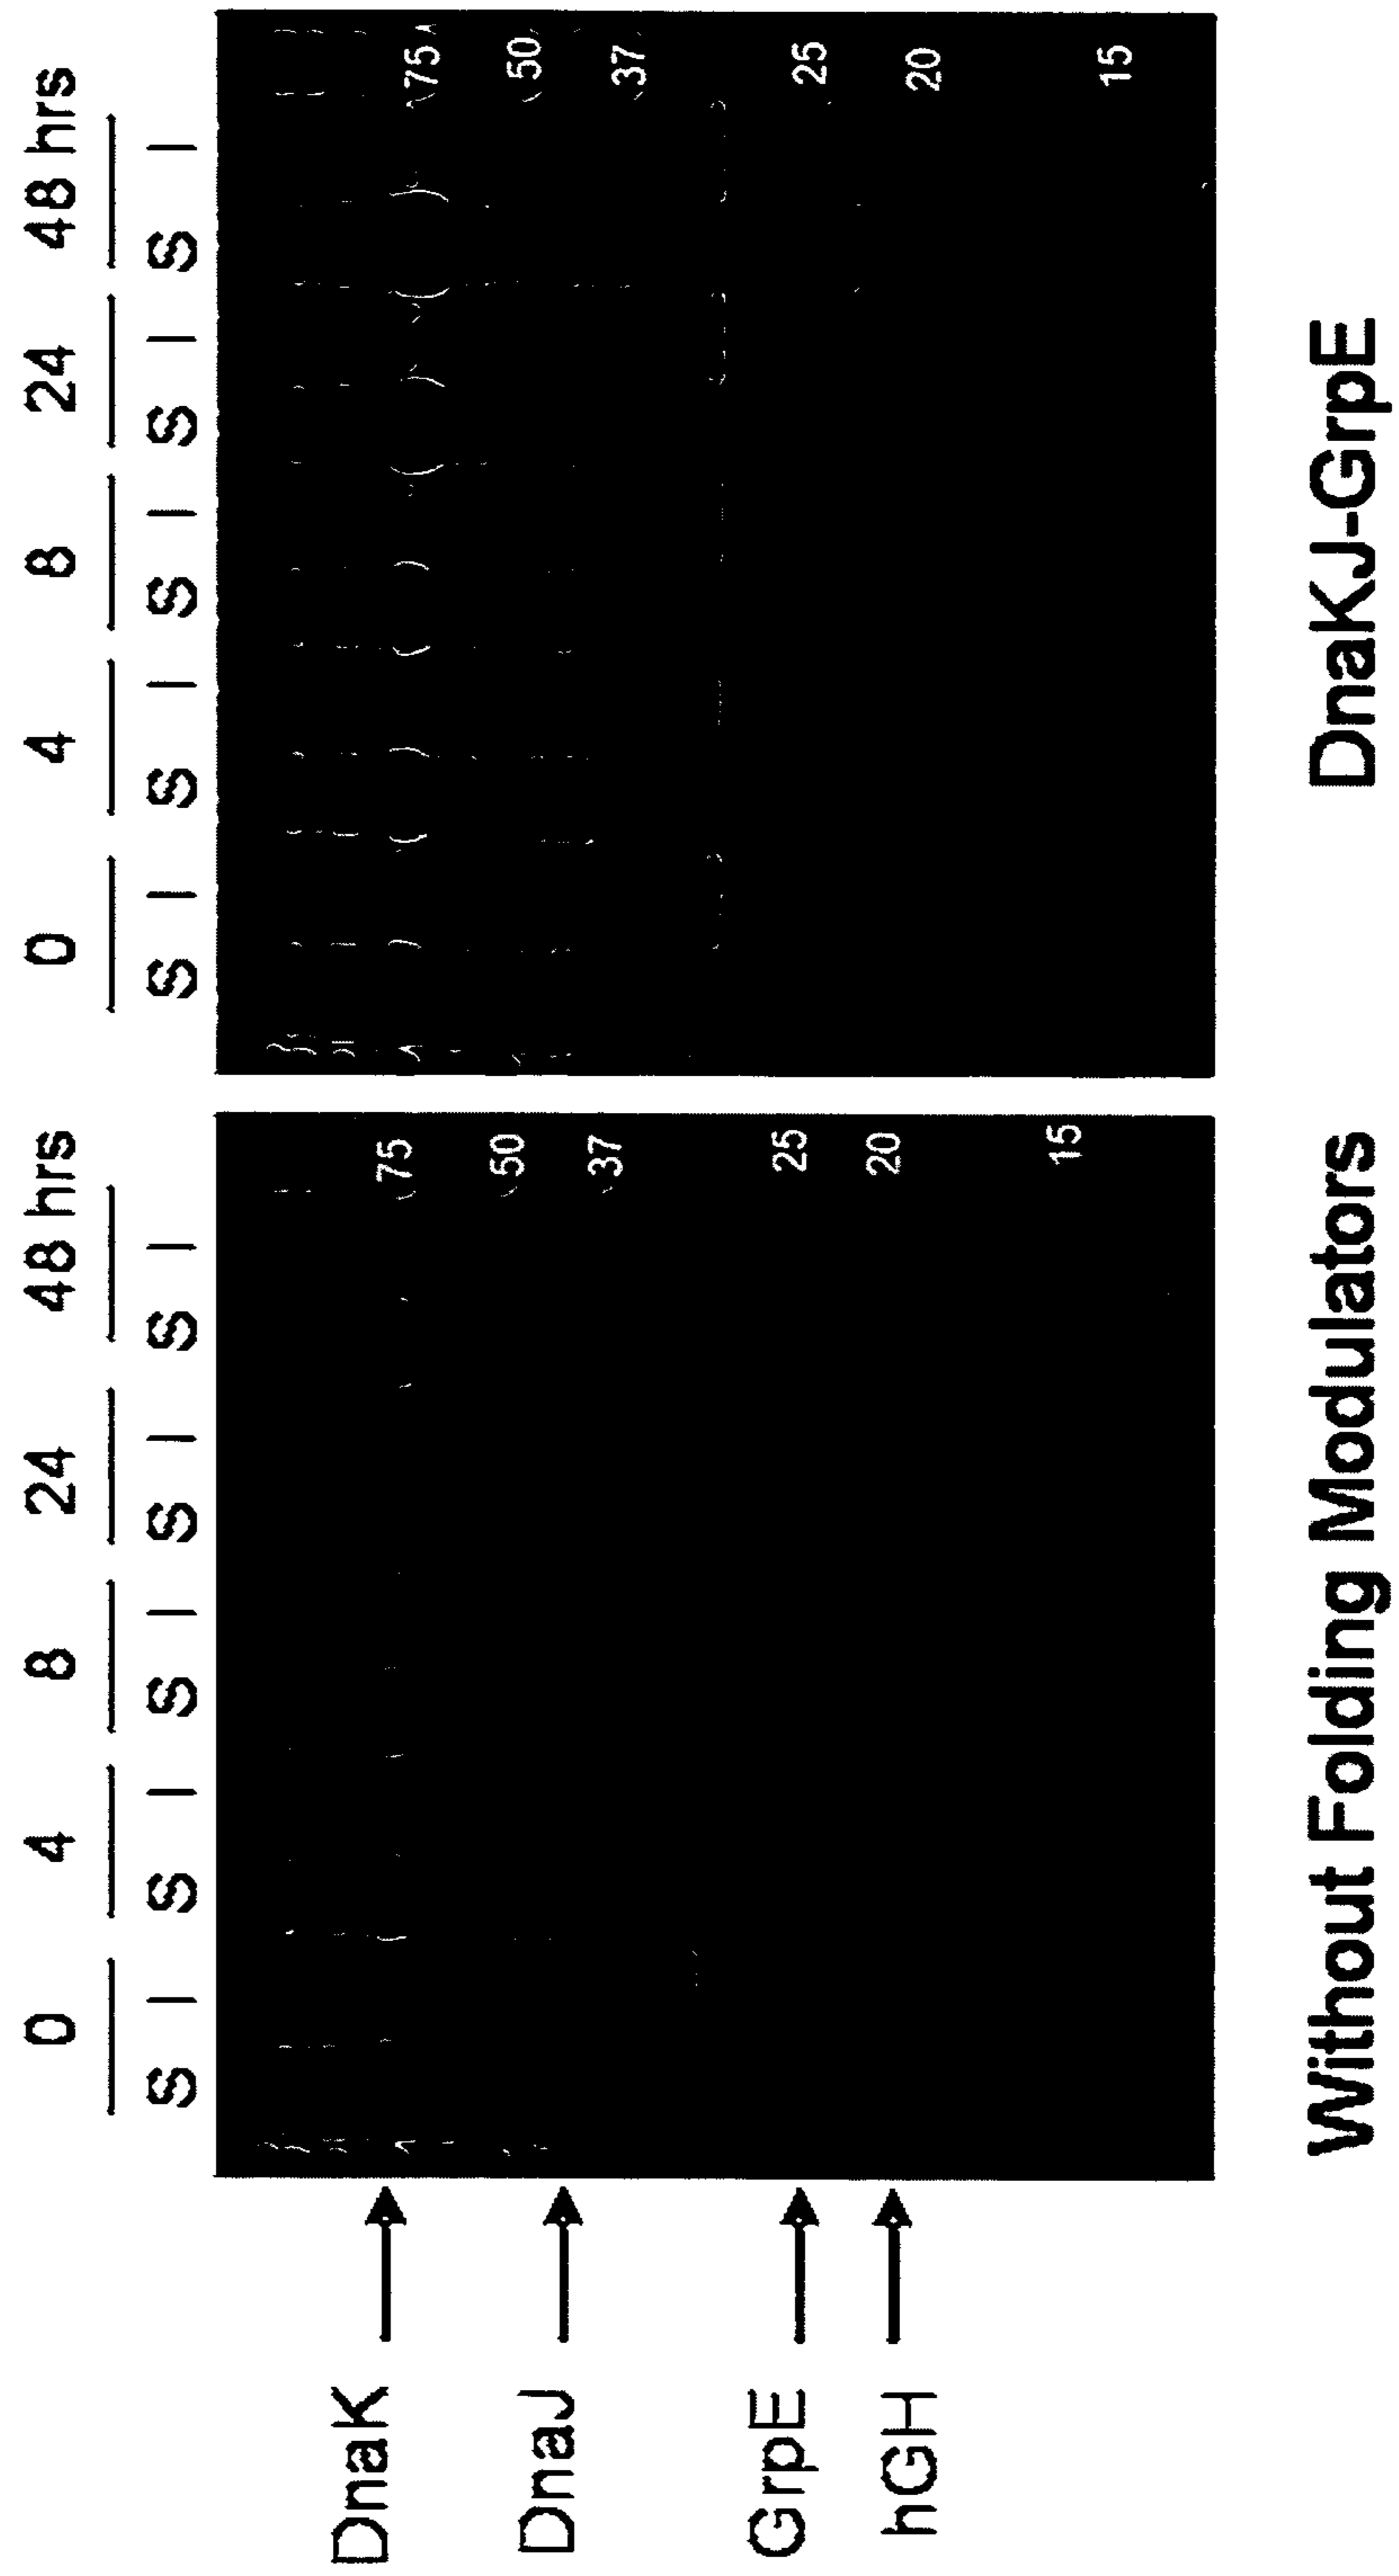 0 4 8 24 48 hrs 0 4 8 24 48 hrs
S I S I S I S I S I S I S I S I S I S I
DnaK
75 75
DnaJ
50 50
37 37
GrpE
25 25
hGH
20 20
15 15
Without Folding Modulators DnaKJ-GrpE